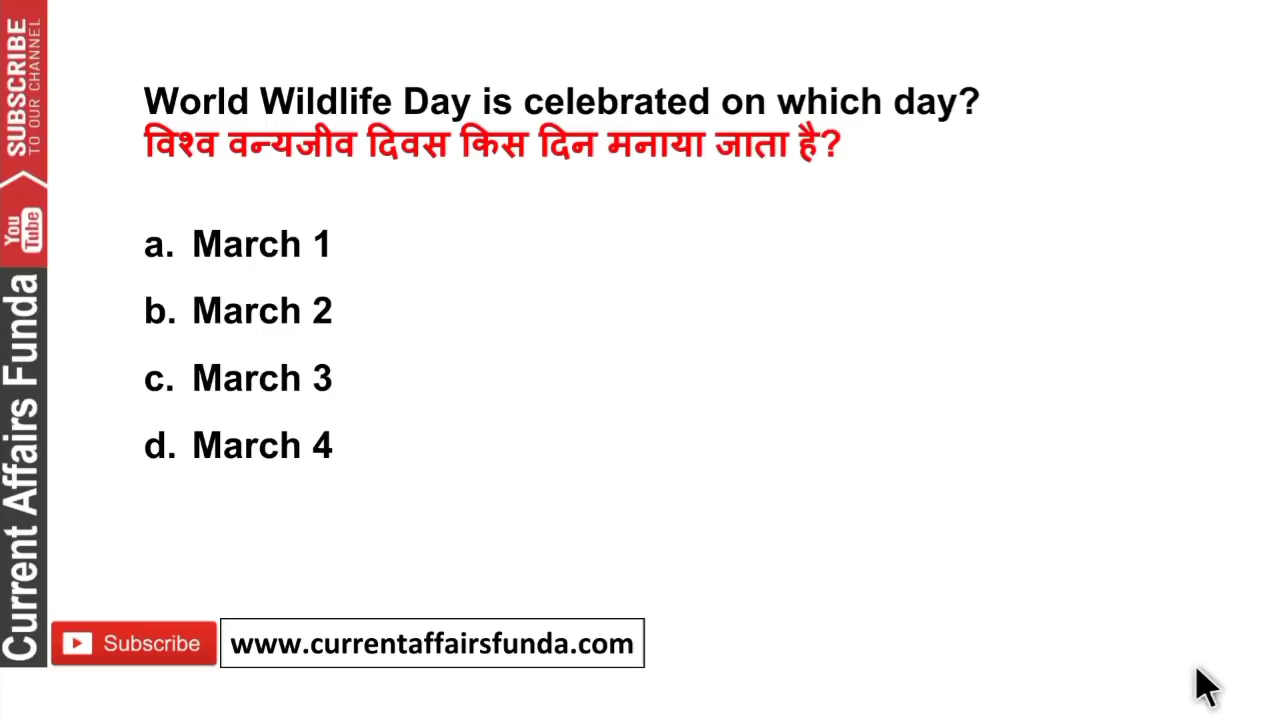 World Wildlife Day is celebrated on which day?
विश्व वन्यजीव दिवस किस दिन मनाया जाता है?
a. March 1
b. March 2
c. March 3
d. March 4
SUBSCRIBE
TO OUR CHANNEL
You
Tube
Current Affairs Funda
Subscribe
www.currentaffairsfunda.com